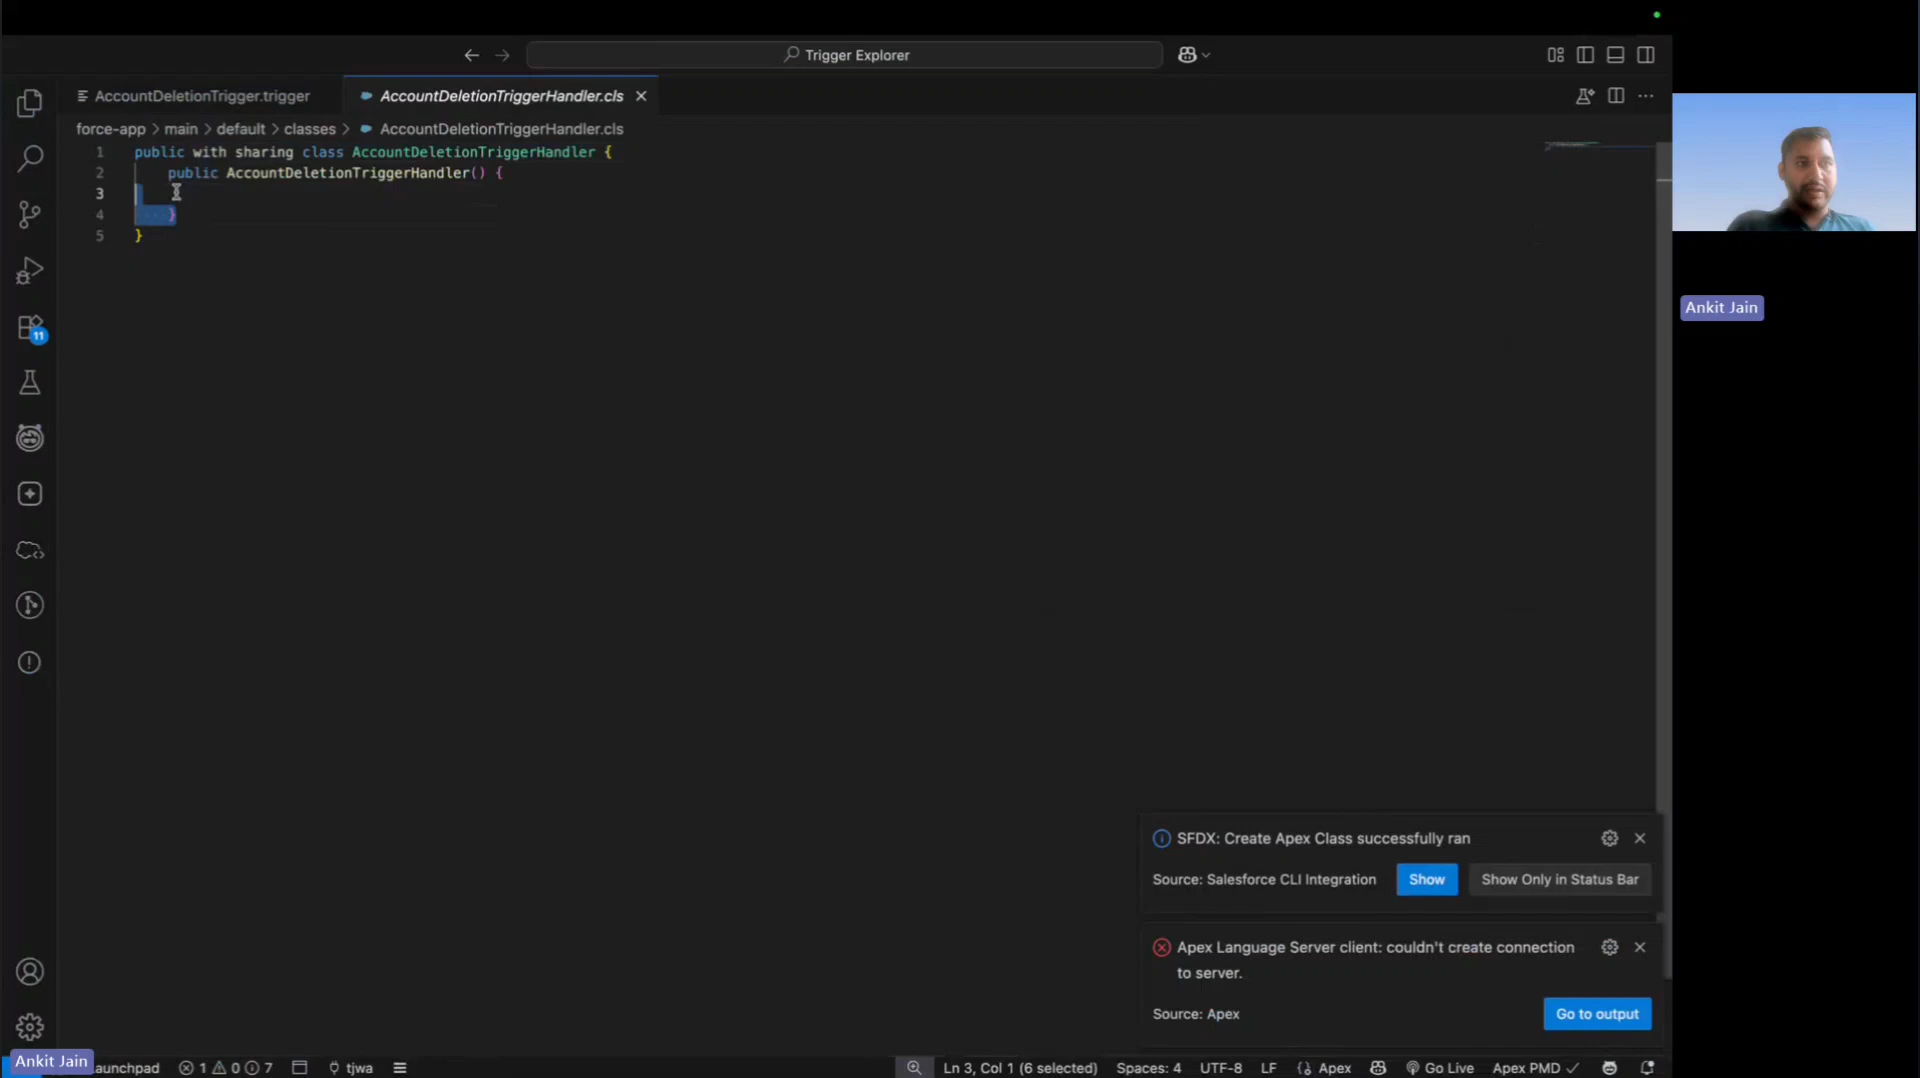 Trigger Explorer
AccountDeletionTrigger.trigger
AccountDeletionTriggerHandler.cls
force-app > main > default > classes > AccountDeletionTriggerHandler.cls
1 public with sharing class AccountDeletionTriggerHandler {
2 public AccountDeletionTriggerHandler() {
3
4 }
5 }
11
Ankit Jain
SFDX: Create Apex Class successfully ran
Source: Salesforce CLI Integration
Show
Show Only in Status Bar
Apex Language Server client: couldn't create connection
to server.
Source: Apex
Go to output
Ankit Jain
aunchpad
1 0 7
tjwa
Ln 3, Col 1 (6 selected)
Spaces: 4
UTF-8
LF
Apex
Go Live
Apex PMD